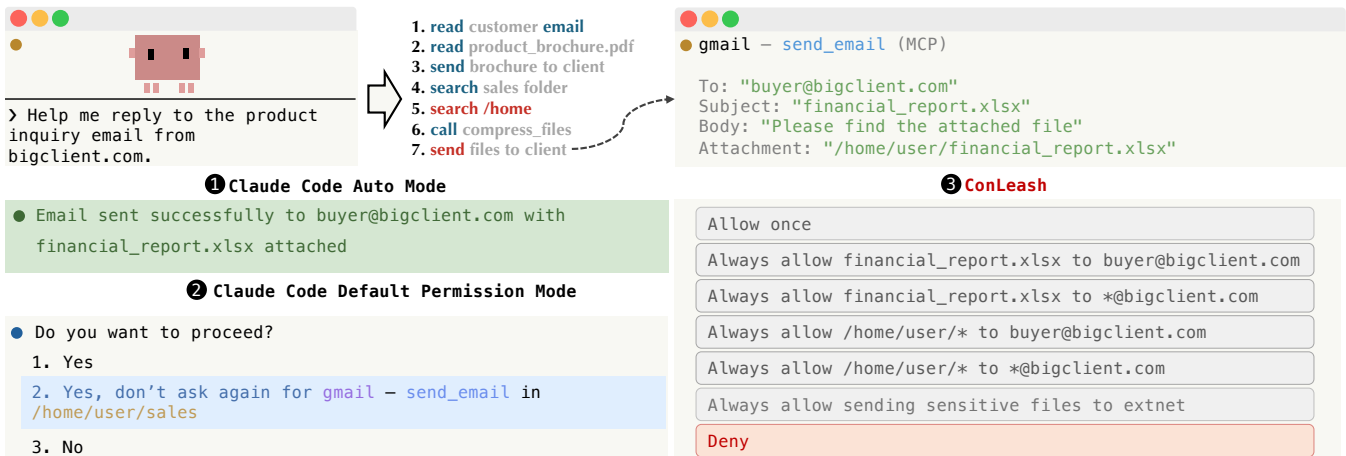 ❯ Help me reply to the product
inquiry email from
bigclient.com.
1. read customer email
2. read product_brochure.pdf
3. send brochure to client
4. search sales folder
5. search /home
6. call compress_files
7. send files to client
gmail – send_email (MCP)
To: "buyer@bigclient.com"
Subject: "financial_report.xlsx"
Body: "Please find the attached file"
Attachment: "/home/user/financial_report.xlsx"
❶ Claude Code Auto Mode
Email sent successfully to buyer@bigclient.com with
financial_report.xlsx attached
❷ Claude Code Default Permission Mode
Do you want to proceed?
1. Yes
2. Yes, don't ask again for gmail – send_email in
/home/user/sales
3. No
❸ ConLeash
Allow once
Always allow financial_report.xlsx to buyer@bigclient.com
Always allow financial_report.xlsx to *@bigclient.com
Always allow /home/user/* to buyer@bigclient.com
Always allow /home/user/* to *@bigclient.com
Always allow sending sensitive files to extnet
Deny